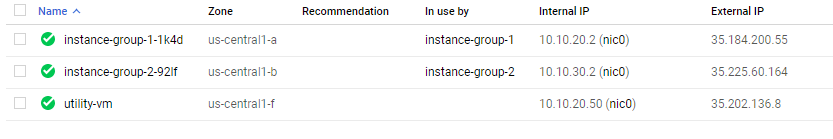 Name Zone Recommendation In use by Internal IP External IP
instance-group-1-1k4d us-central1-a instance-group-1 10.10.20.2 (nic0) 35.184.200.55
instance-group-2-92lf us-central1-b instance-group-2 10.10.30.2 (nic0) 35.225.60.164
utility-vm us-central1-f 10.10.20.50 (nic0) 35.202.136.8